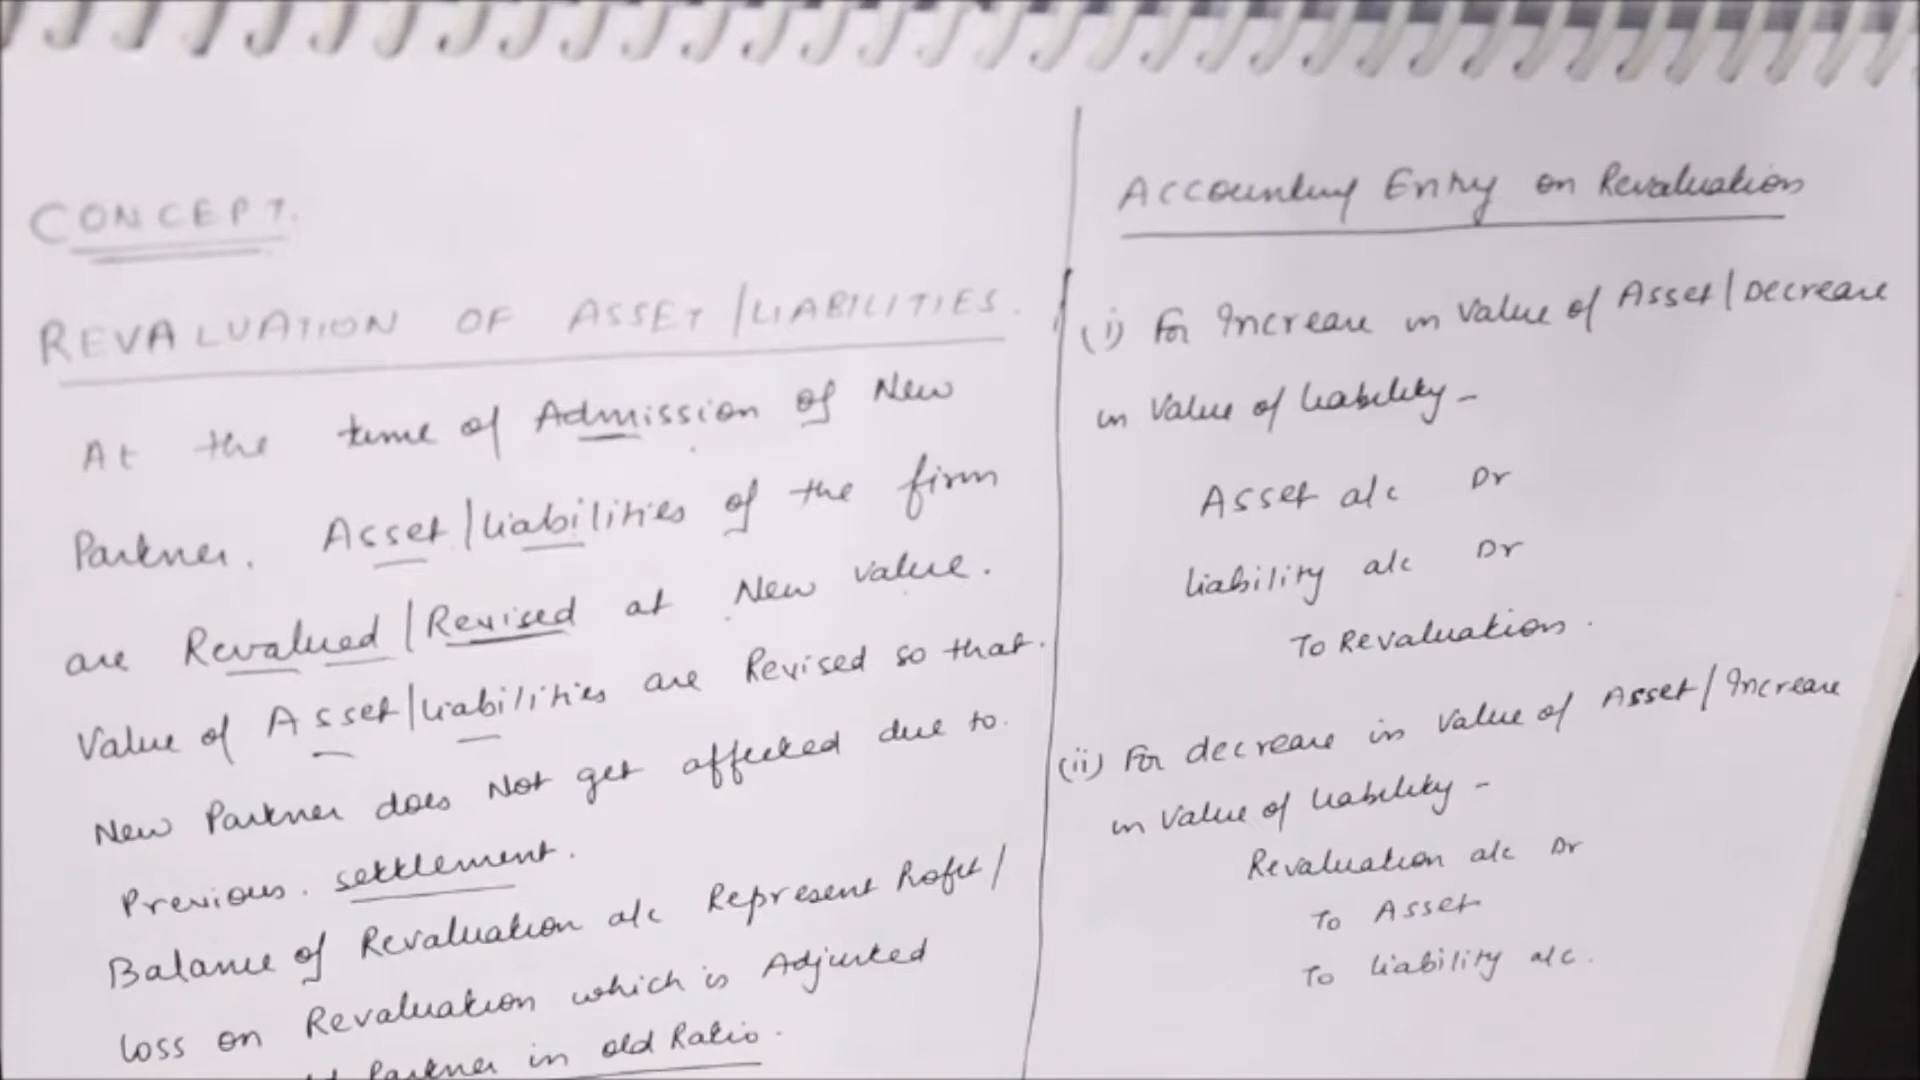 CONCEPT.
REVALUATION OF ASSET/LIABILITIES.
At the time of Admission of New
Partner. Asset/liabilities of the firm
are Revalued/Revised at New value.
Value of Asset/liabilities are Revised so that
New Partner does Not get affected due to
Previous. settlement.
Balance of Revaluation a/c Represent Profit/
loss on Revaluation which is Adjusted
Partner in old Ratio.
Accounting Entry on Revaluation
(i) For Increase in value of Asset/Decrease
in value of liability-
Asset a/c Dr
liability a/c Dr
To Revaluation.
(ii) For decrease in value of Asset/Increase
in value of liability-
Revaluation a/c Dr
To Asset
To liability a/c.